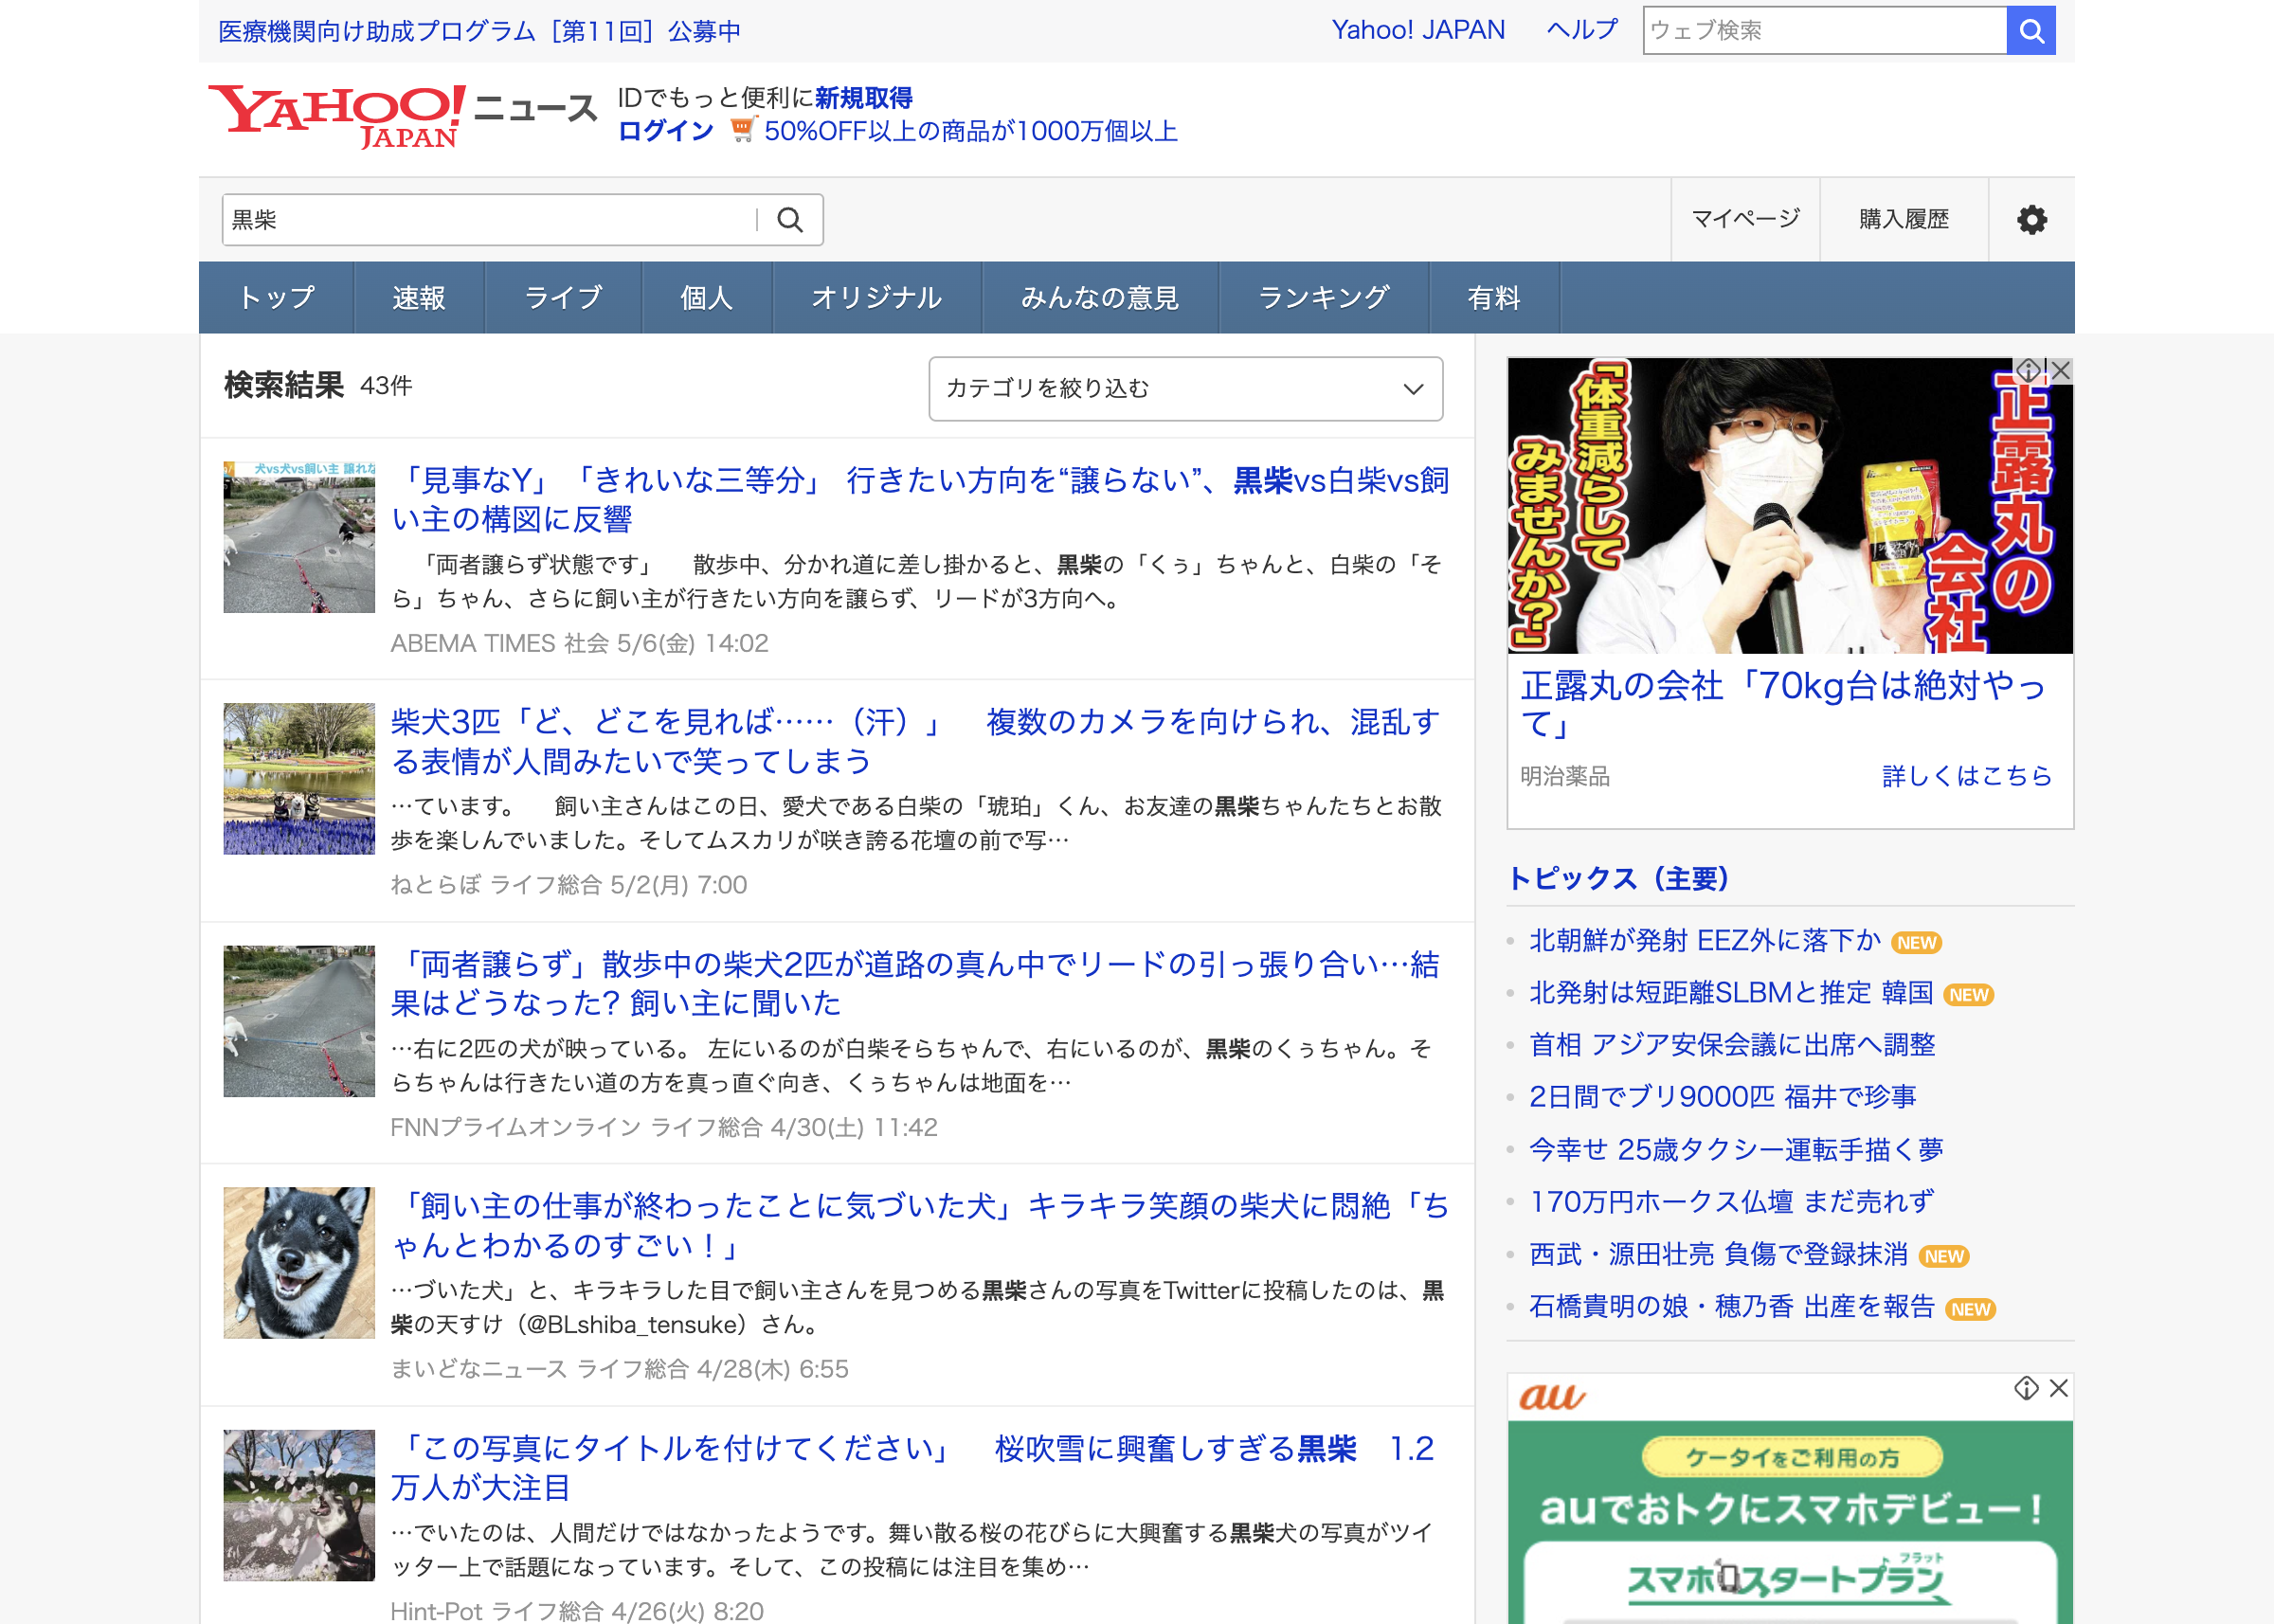 医療機関向け助成プログラム［第11回］公募中
Yahoo! JAPAN
ヘルプ
ウェブ検索
YAHOO! JAPAN ニュース
IDでもっと便利に新規取得
ログイン 50%OFF以上の商品が1000万個以上
黒柴
マイページ
購入履歴
トップ
速報
ライブ
個人
オリジナル
みんなの意見
ランキング
有料
検索結果 43件
カテゴリを絞り込む
犬vs犬vs飼い主 譲れな
「見事なY」「きれいな三等分」 行きたい方向を“譲らない”、黒柴vs白柴vs飼
い主の構図に反響
「両者譲らず状態です」　散歩中、分かれ道に差し掛かると、黒柴の「くぅ」ちゃんと、白柴の「そ
ら」ちゃん、さらに飼い主が行きたい方向を譲らず、リードが3方向へ。
ABEMA TIMES 社会 5/6(金) 14:02
柴犬3匹「ど、どこを見れば……（汗）」　複数のカメラを向けられ、混乱す
る表情が人間みたいで笑ってしまう
…ています。　飼い主さんはこの日、愛犬である白柴の「琥珀」くん、お友達の黒柴ちゃんたちとお散
歩を楽しんでいました。そしてムスカリが咲き誇る花壇の前で写…
ねとらぼ ライフ総合 5/2(月) 7:00
「両者譲らず」散歩中の柴犬2匹が道路の真ん中でリードの引っ張り合い…結
果はどうなった? 飼い主に聞いた
…右に2匹の犬が映っている。 左にいるのが白柴そらちゃんで、右にいるのが、黒柴のくぅちゃん。そ
らちゃんは行きたい道の方を真っ直ぐ向き、くぅちゃんは地面を…
FNNプライムオンライン ライフ総合 4/30(土) 11:42
「飼い主の仕事が終わったことに気づいた犬」キラキラ笑顔の柴犬に悶絶「ち
ゃんとわかるのすごい！」
…づいた犬」と、キラキラした目で飼い主さんを見つめる黒柴さんの写真をTwitterに投稿したのは、黒
柴の天すけ（@BLshiba_tensuke）さん。
まいどなニュース ライフ総合 4/28(木) 6:55
「この写真にタイトルを付けてください」　桜吹雪に興奮しすぎる黒柴　1.2
万人が大注目
…でいたのは、人間だけではなかったようです。舞い散る桜の花びらに大興奮する黒柴犬の写真がツイ
ッター上で話題になっています。そして、この投稿には注目を集め…
Hint-Pot ライフ総合 4/26(火) 8:20
正露丸の
会社
「体重減らして
みませんか?」
正露丸の会社「70kg台は絶対やっ
て」
明治薬品
詳しくはこちら
トピックス（主要）
北朝鮮が発射 EEZ外に落下か NEW
北発射は短距離SLBMと推定 韓国 NEW
首相 アジア安保会議に出席へ調整
2日間でブリ9000匹 福井で珍事
今幸せ 25歳タクシー運転手描く夢
170万円ホークス仏壇 まだ売れず
西武・源田壮亮 負傷で登録抹消 NEW
石橋貴明の娘・穂乃香 出産を報告 NEW
au
ケータイをご利用の方
auでおトクにスマホデビュー！
スマホスタートプラン
フラット